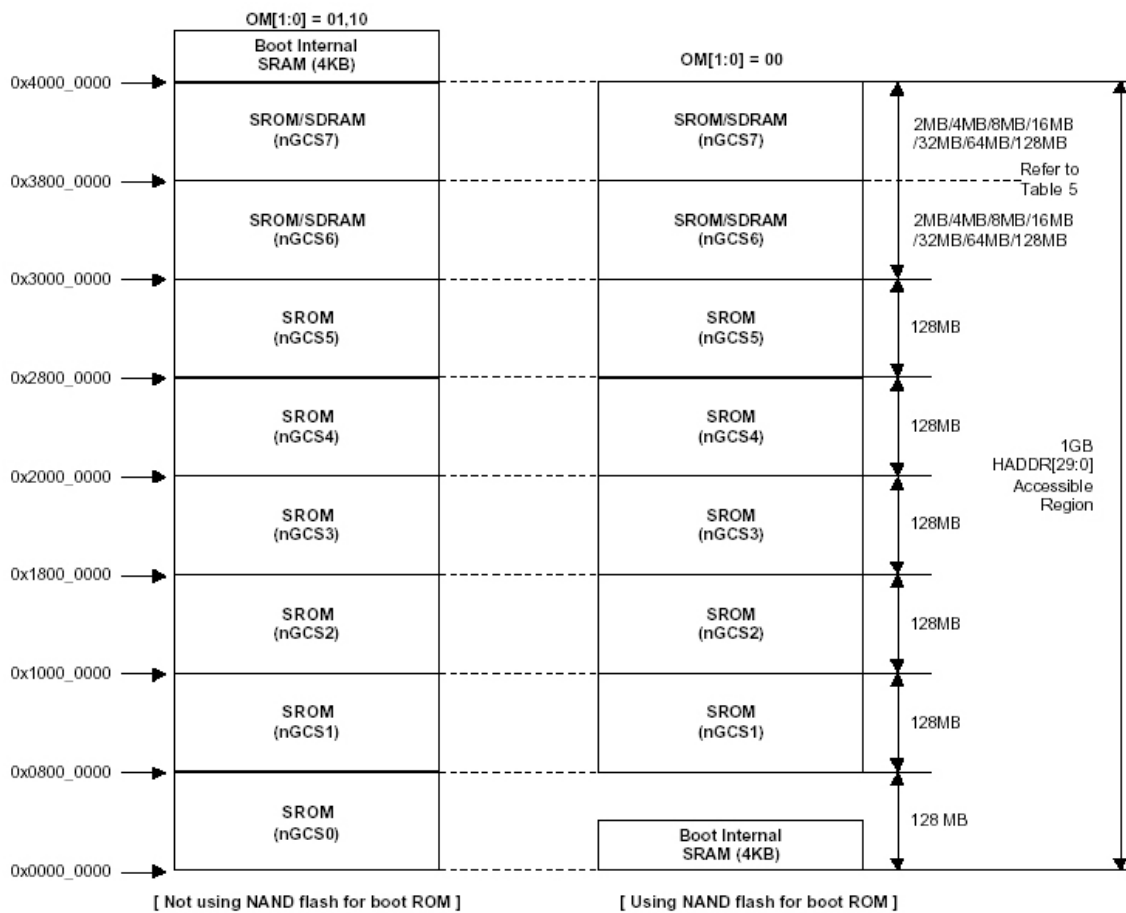 OM[1:0] = 01,10
Boot Internal
SRAM (4KB)
OM[1:0] = 00
0x4000_0000
SROM/SDRAM
(nGCS7)
SROM/SDRAM
(nGCS7)
2MB/4MB/8MB/16MB
/32MB/64MB/128MB
Refer to
Table 5
0x3800_0000
SROM/SDRAM
(nGCS6)
SROM/SDRAM
(nGCS6)
2MB/4MB/8MB/16MB
/32MB/64MB/128MB
0x3000_0000
SROM
(nGCS5)
SROM
(nGCS5)
128MB
0x2800_0000
SROM
(nGCS4)
SROM
(nGCS4)
128MB
1GB
HADDR[29:0]
Accessible
Region
0x2000_0000
SROM
(nGCS3)
SROM
(nGCS3)
128MB
0x1800_0000
SROM
(nGCS2)
SROM
(nGCS2)
128MB
0x1000_0000
SROM
(nGCS1)
SROM
(nGCS1)
128MB
0x0800_0000
SROM
(nGCS0)
Boot Internal
SRAM (4KB)
128 MB
0x0000_0000
[ Not using NAND flash for boot ROM ]
[ Using NAND flash for boot ROM ]